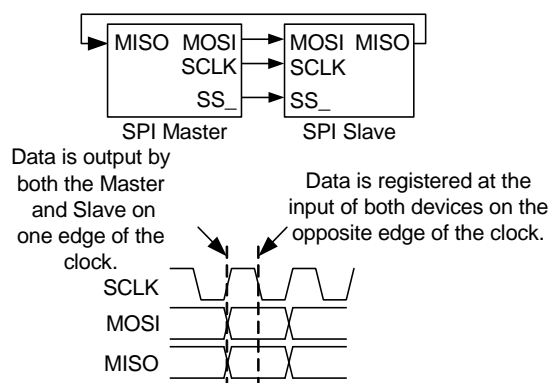 MISO MOSI MOSI MISO
SCLK SCLK
SS_ SS_
SPI Master SPI Slave
Data is output by
both the Master
and Slave on
one edge of the
clock.
Data is registered at the
input of both devices on the
opposite edge of the clock.
SCLK
MOSI
MISO